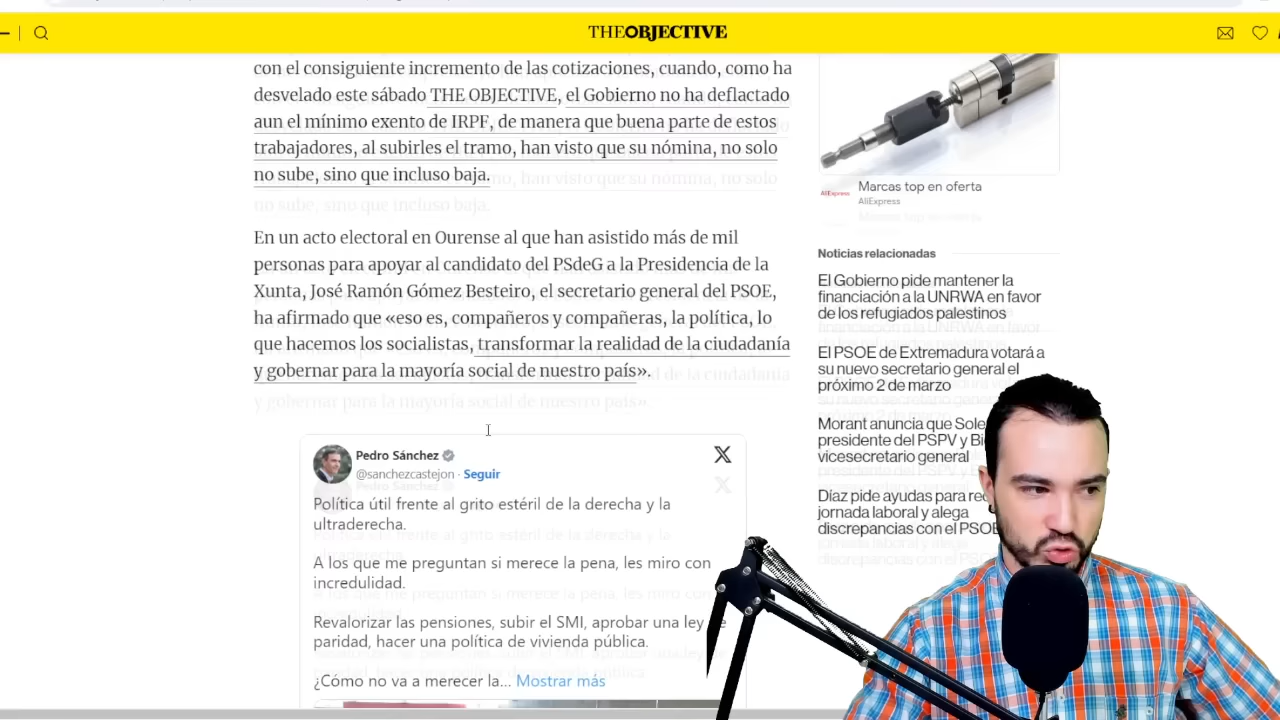 THEOBJECTIVE
con el consiguiente incremento de las cotizaciones, cuando, como ha
desvelado este sábado THE OBJECTIVE, el Gobierno no ha deflactado
aun el mínimo exento de IRPF, de manera que buena parte de estos
trabajadores, al subirles el tramo, han visto que su nómina, no solo
no sube, sino que incluso baja.
En un acto electoral en Ourense al que han asistido más de mil
personas para apoyar al candidato del PSdeG a la Presidencia de la
Xunta, José Ramón Gómez Besteiro, el secretario general del PSOE,
ha afirmado que «eso es, compañeros y compañeras, la política, lo
que hacemos los socialistas, transformar la realidad de la ciudadanía
y gobernar para la mayoría social de nuestro país».
Pedro Sánchez
@sanchezcastejon · Seguir
Política útil frente al grito estéril de la derecha y la
ultraderecha.
A los que me preguntan si merece la pena, les miro con
incredulidad.
Revalorizar las pensiones, subir el SMI, aprobar una ley
paridad, hacer una política de vivienda pública.
¿Cómo no va a merecer la... Mostrar más
AliExpress
Marcas top en oferta
AliExpress
Noticias relacionadas
El Gobierno pide mantener la
financiación a la UNRWA en favor
de los refugiados palestinos
El PSOE de Extremadura votará a
su nuevo secretario general el
próximo 2 de marzo
Morant anuncia que Sole
presidente del PSPV y Bi
vicesecretario general
Díaz pide ayudas para re
jornada laboral y alega
discrepancias con el PSOE